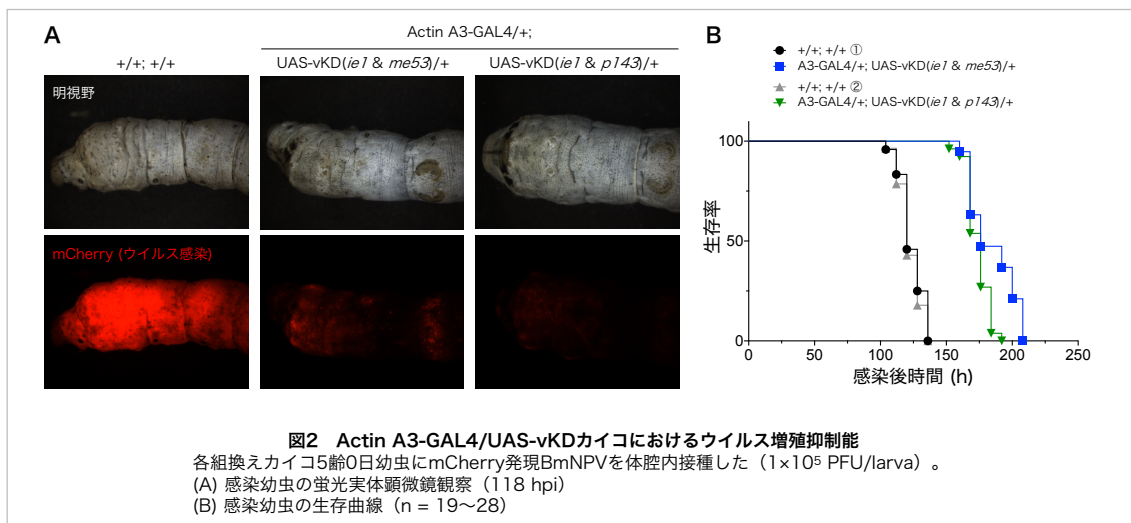 A
Actin A3-GAL4/+;
+/+; +/+
UAS-vKD(ie1 & me53)/+
UAS-vKD(ie1 & p143)/+
明視野
mCherry (ウイルス感染)
B
+/+; +/+ ①
A3-GAL4/+; UAS-vKD(ie1 & me53)/+
+/+; +/+ ②
A3-GAL4/+; UAS-vKD(ie1 & p143)/+
100
50
0
生存率
0 50 100 150 200 250
感染後時間 (h)
図2 Actin A3-GAL4/UAS-vKDカイコにおけるウイルス増殖抑制能
各組換えカイコ5齢0日幼虫にmCherry発現BmNPVを体腔内接種した（1×10⁵ PFU/larva）。
(A) 感染幼虫の蛍光実体顕微鏡観察（118 hpi）
(B) 感染幼虫の生存曲線（n = 19〜28）